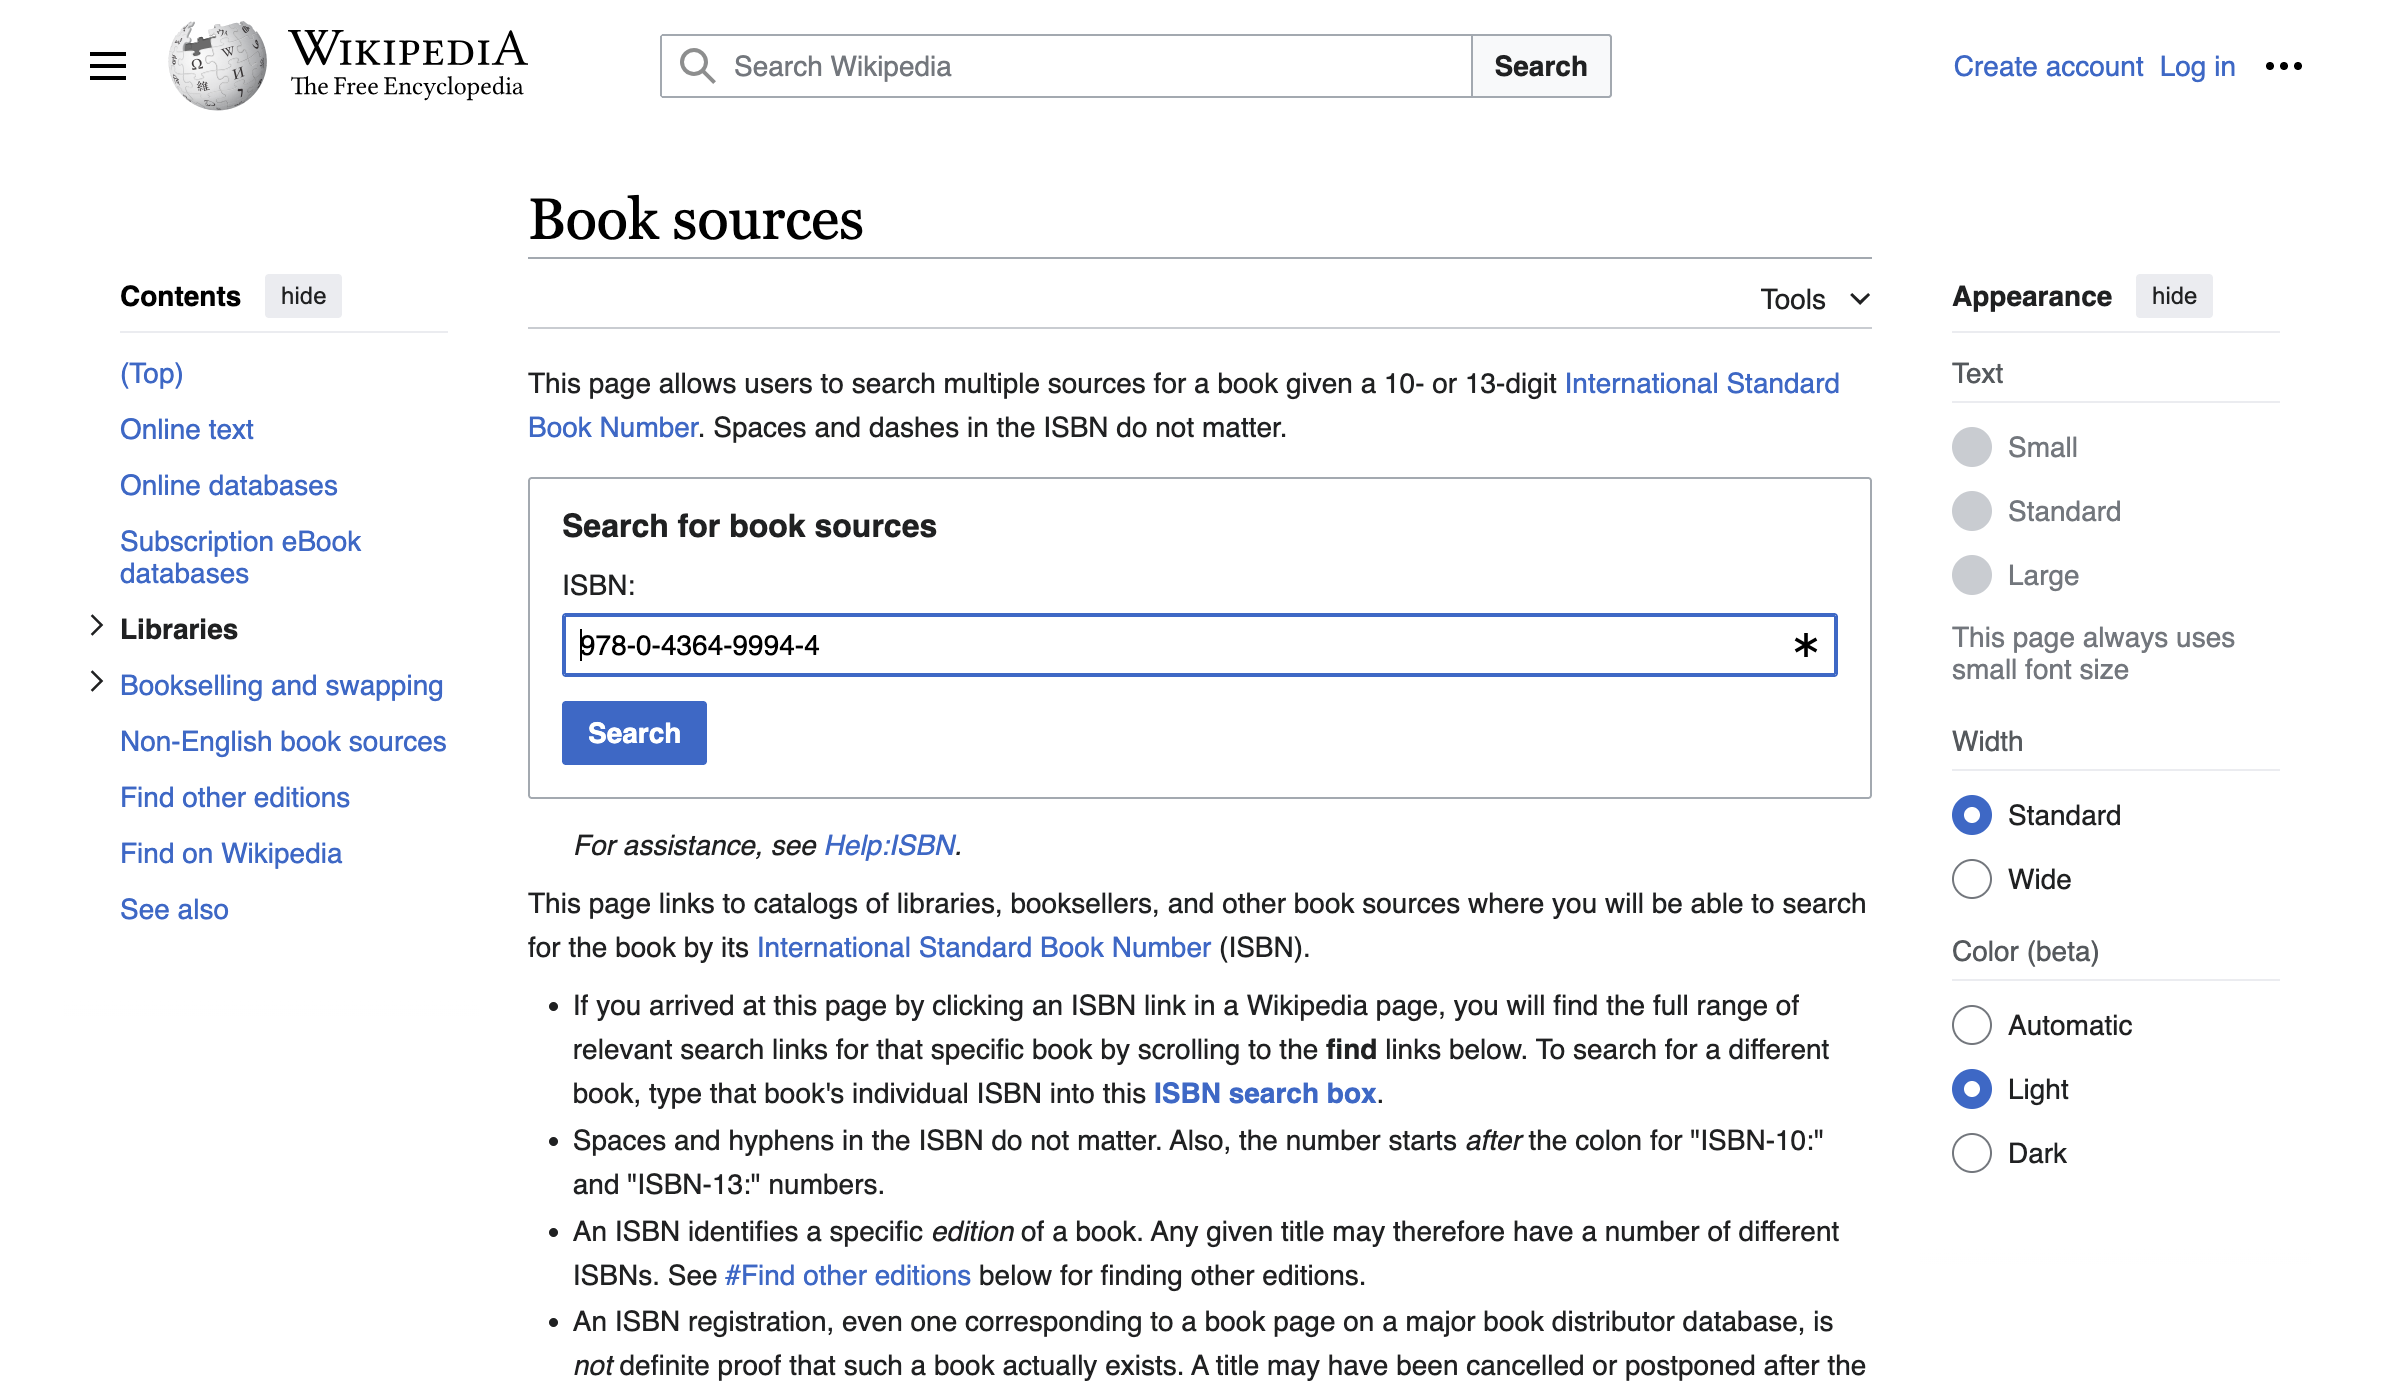 WIKIPEDIA
The Free Encyclopedia
Search Wikipedia
Search
Create account Log in
Book sources
Contents hide
(Top)
Online text
Online databases
Subscription eBook
databases
Libraries
Bookselling and swapping
Non-English book sources
Find other editions
Find on Wikipedia
See also
Tools
This page allows users to search multiple sources for a book given a 10- or 13-digit International Standard
Book Number. Spaces and dashes in the ISBN do not matter.
Search for book sources
ISBN:
978-0-4364-9994-4 *
Search
For assistance, see Help:ISBN.
This page links to catalogs of libraries, booksellers, and other book sources where you will be able to search
for the book by its International Standard Book Number (ISBN).
• If you arrived at this page by clicking an ISBN link in a Wikipedia page, you will find the full range of
relevant search links for that specific book by scrolling to the find links below. To search for a different
book, type that book's individual ISBN into this ISBN search box.
• Spaces and hyphens in the ISBN do not matter. Also, the number starts after the colon for "ISBN-10:"
and "ISBN-13:" numbers.
• An ISBN identifies a specific edition of a book. Any given title may therefore have a number of different
ISBNs. See #Find other editions below for finding other editions.
• An ISBN registration, even one corresponding to a book page on a major book distributor database, is
not definite proof that such a book actually exists. A title may have been cancelled or postponed after the
Appearance hide
Text
Small
Standard
Large
This page always uses
small font size
Width
Standard
Wide
Color (beta)
Automatic
Light
Dark